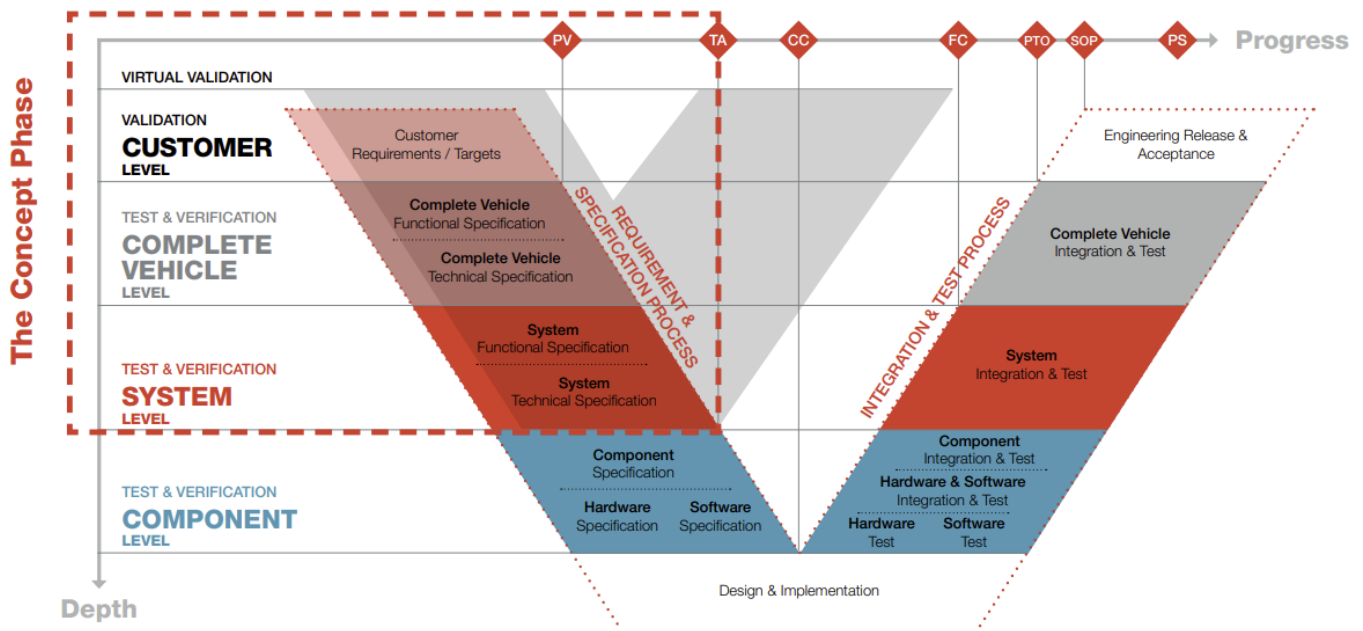 The Concept Phase
PV
TA
CC
FC
PTO
SOP
PS
Progress
VIRTUAL VALIDATION
VALIDATION
CUSTOMER
LEVEL
Customer
Requirements / Targets
Engineering Release &
Acceptance
TEST & VERIFICATION
COMPLETE
VEHICLE
LEVEL
Complete Vehicle
Functional Specification
Complete Vehicle
Technical Specification
REQUIREMENT &
SPECIFICATION PROCESS
INTEGRATION & TEST PROCESS
Complete Vehicle
Integration & Test
TEST & VERIFICATION
SYSTEM
LEVEL
System
Functional Specification
System
Technical Specification
System
Integration & Test
TEST & VERIFICATION
COMPONENT
LEVEL
Component
Specification
Hardware
Specification
Software
Specification
Component
Integration & Test
Hardware & Software
Integration & Test
Hardware
Test
Software
Test
Design & Implementation
Depth